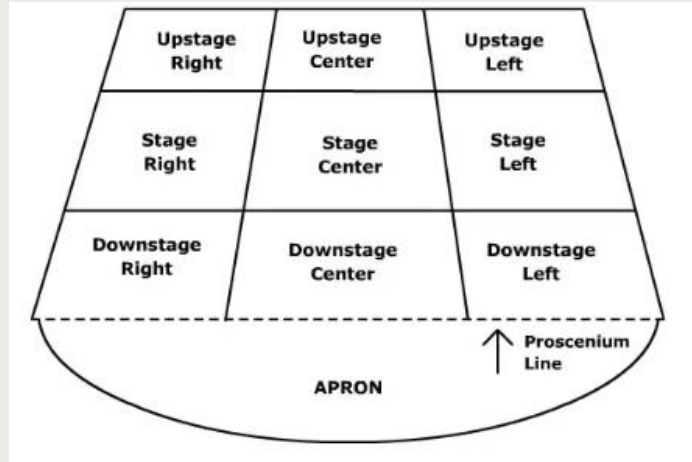 Upstage
Right
Upstage
Center
Upstage
Left
Stage
Right
Stage
Center
Stage
Left
Downstage
Right
Downstage
Center
Downstage
Left
Proscenium
Line
APRON